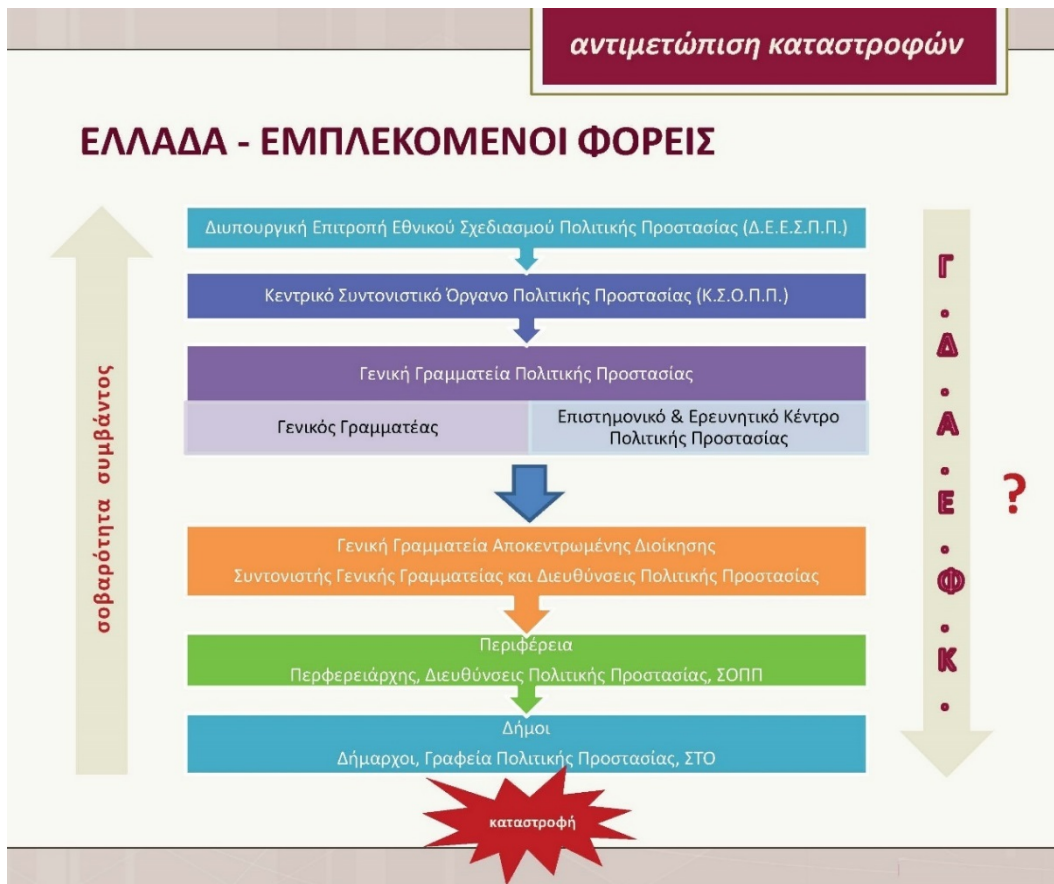 αντιμετώπιση καταστροφών
ΕΛΛΑΔΑ - ΕΜΠΛΕΚΟΜΕΝΟΙ ΦΟΡΕΙΣ
σοβαρότητα συμβάντος
Διυπουργική Επιτροπή Εθνικού Σχεδιασμού Πολιτικής Προστασίας (Δ.Ε.Ε.Σ.Π.Π.)
Κεντρικό Συντονιστικό Όργανο Πολιτικής Προστασίας (Κ.Σ.Ο.Π.Π.)
Γενική Γραμματεία Πολιτικής Προστασίας
Γενικός Γραμματέας
Επιστημονικό & Ερευνητικό Κέντρο
Πολιτικής Προστασίας
Γενική Γραμματεία Αποκεντρωμένης Διοίκησης
Συντονιστής Γενικής Γραμματείας και Διευθύνσεις Πολιτικής Προστασίας
Περιφέρεια
Περφερειάρχης, Διευθύνσεις Πολιτικής Προστασίας, ΣΟΠΠ
Δήμοι
Δήμαρχοι, Γραφεία Πολιτικής Προστασίας, ΣΤΟ
καταστροφή
Γ.Δ.Α.Ε.Φ.Κ.
?